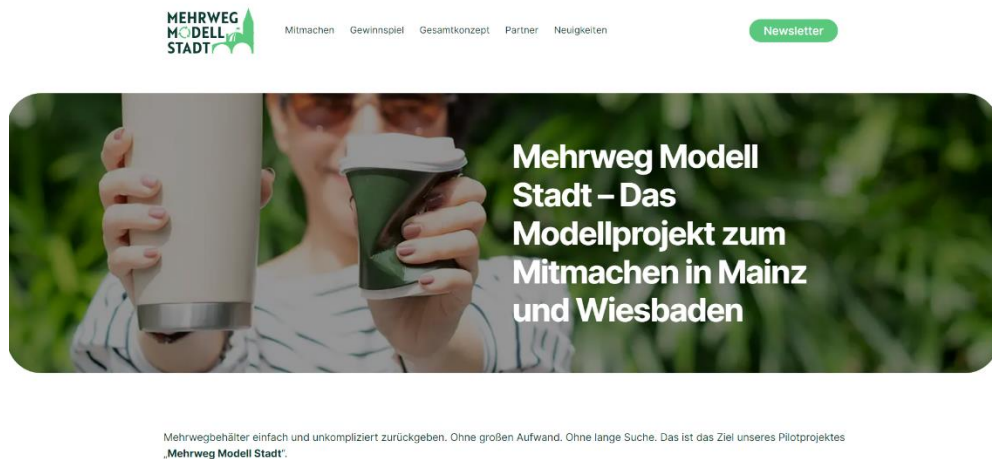 MEHRWEG
MODELL
STADT
Mitmachen Gewinnspiel Gesamtkonzept Partner Neuigkeiten
Newsletter
Mehrweg Modell
Stadt – Das
Modellprojekt zum
Mitmachen in Mainz
und Wiesbaden
Mehrwegbehälter einfach und unkompliziert zurückgeben. Ohne großen Aufwand. Ohne lange Suche. Das ist das Ziel unseres Pilotprojektes
„Mehrweg Modell Stadt“.